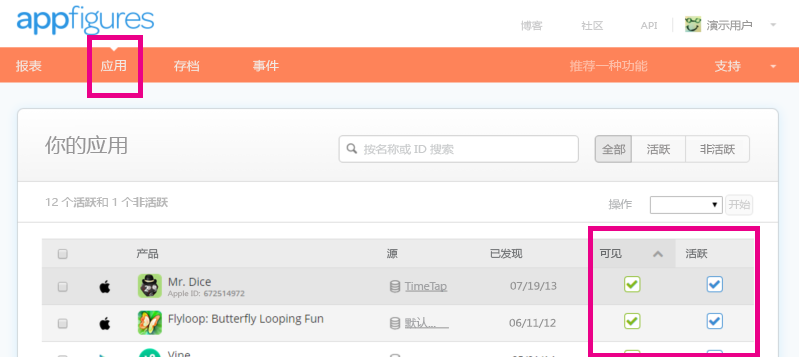 appfigures
博客 社区 API 演示用户
报表 应用 存档 事件 推荐一种功能 支持
你的应用 按名称或 ID 搜索 全部 活跃 非活跃
12 个活跃和 1 个非活跃 操作 开始
产品 源 已发现 可见 活跃
Mr. Dice
Apple ID: 672514972 TimeTap 07/19/13
Flyloop: Butterfly Looping Fun 默认... 06/11/12
Vine